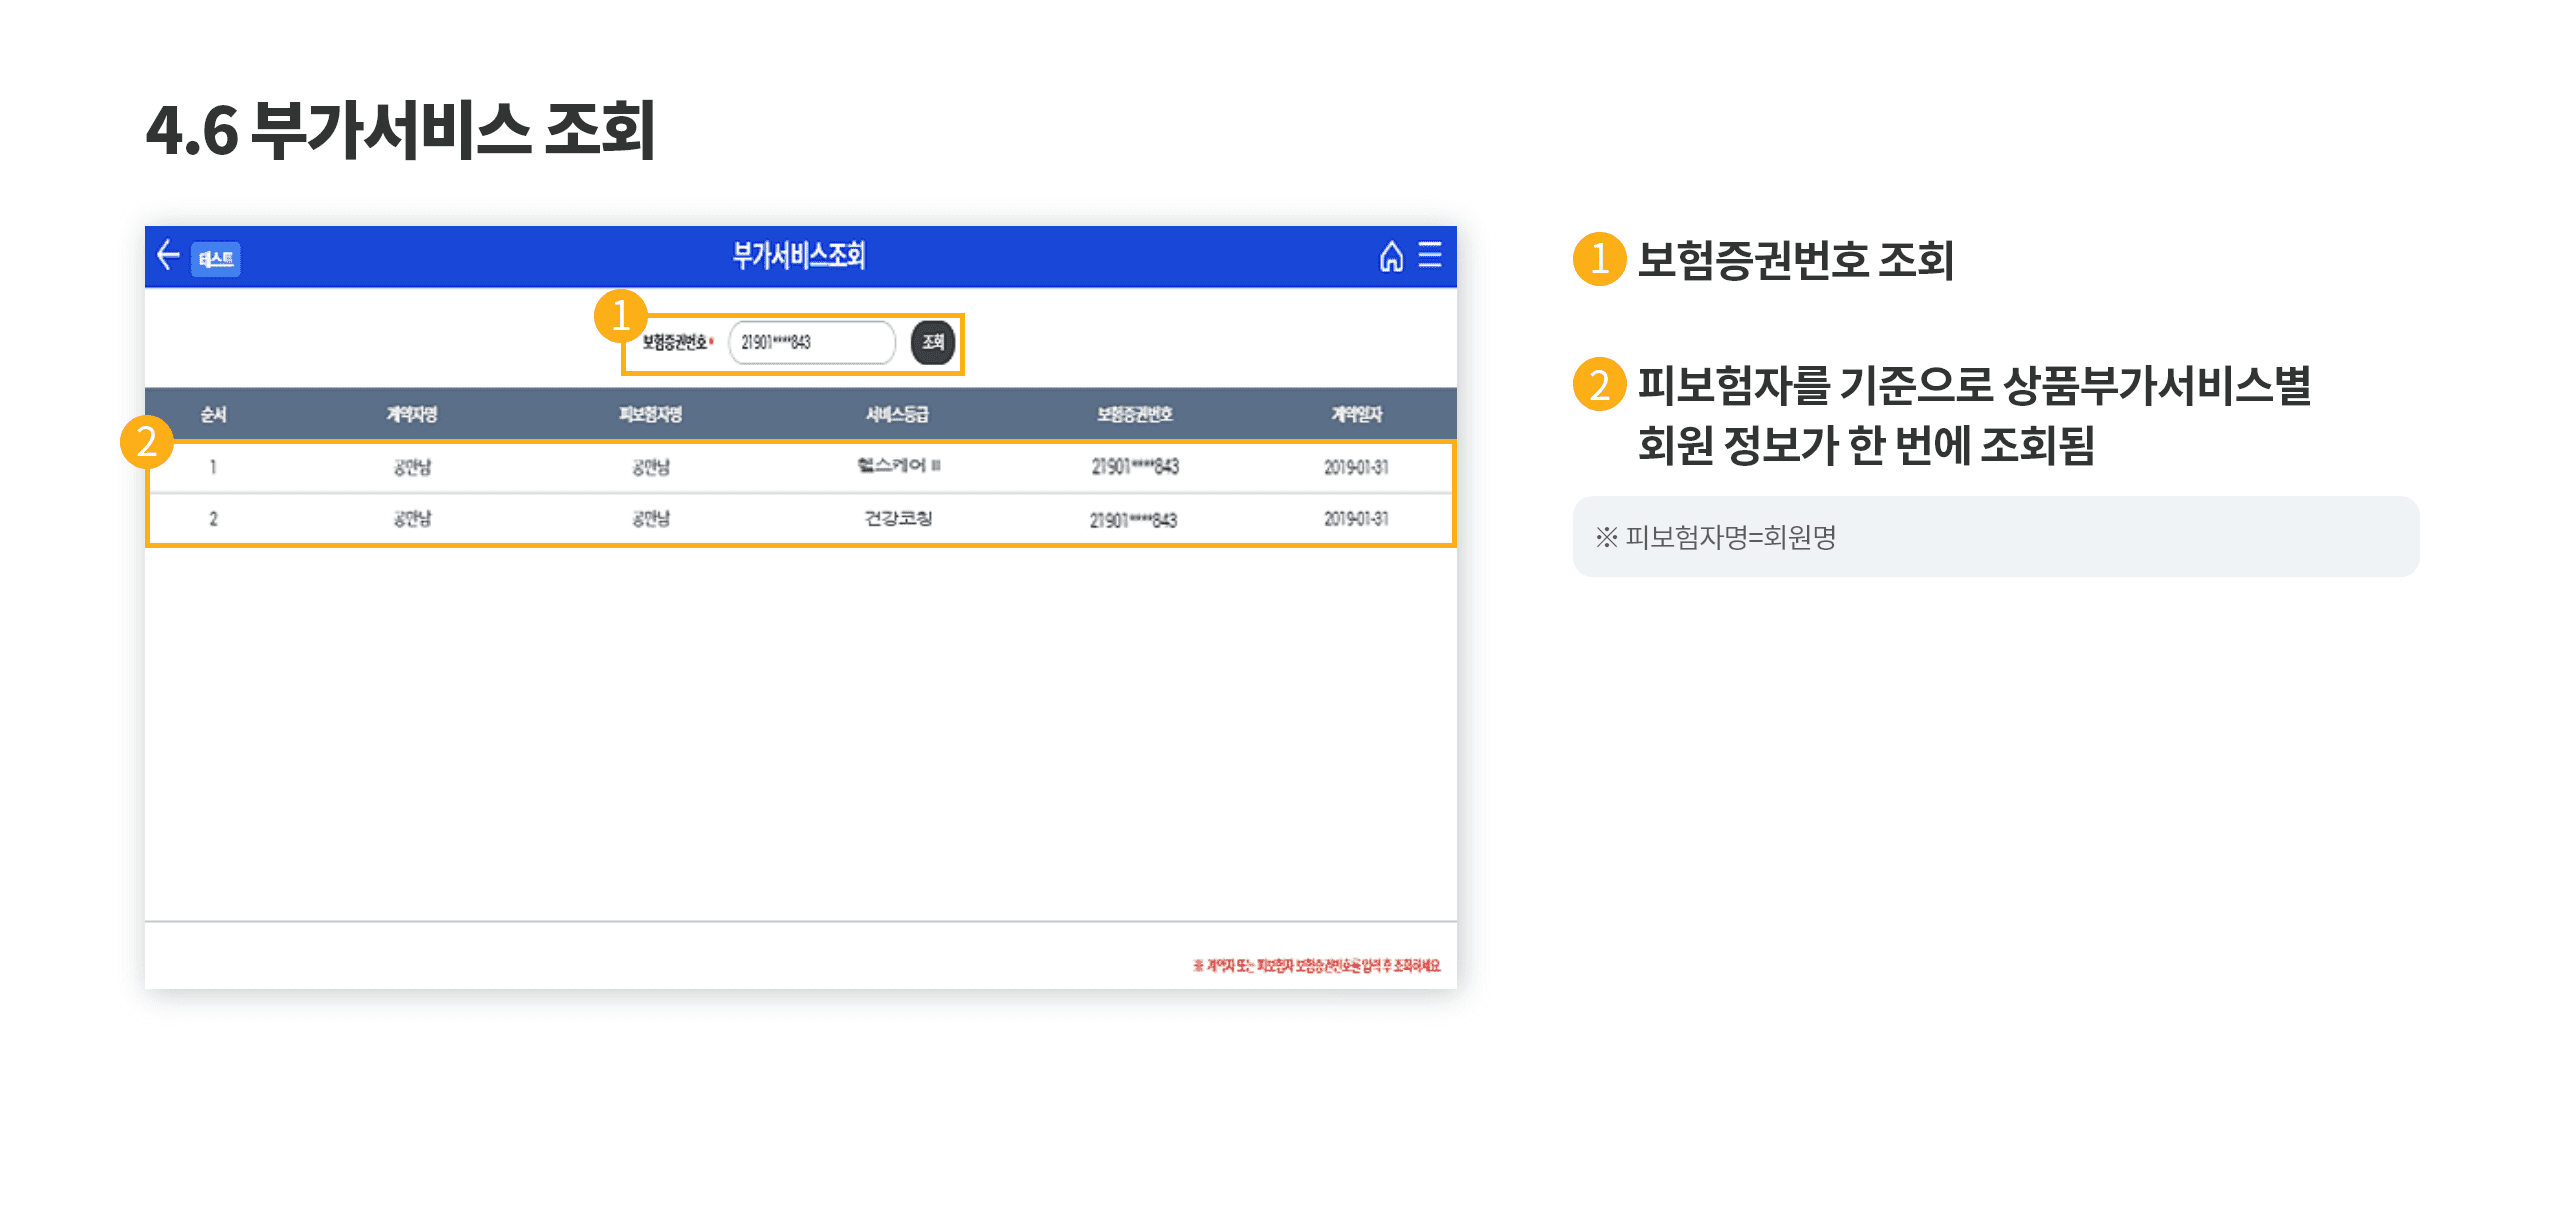 4.6 부가서비스 조회
테스트
부가서비스조회
1
보험증권번호* 21901****843 조회
순서 계약자명 피보험자명 서비스등급 보험증권번호 계약일자
2
1 공만남 공만남 헬스케어 III 21901****843 2019-01-31
2 공만남 공만남 건강코칭 21901****843 2019-01-31
※ 계약자 또는 피보험자 보험증권번호를 입력 후 조회하세요
1 보험증권번호 조회
2 피보험자를 기준으로 상품부가서비스별
회원 정보가 한 번에 조회됨
※ 피보험자명=회원명